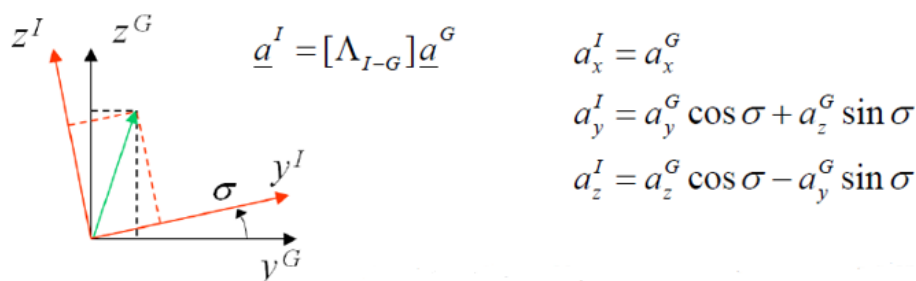 z^I
z^G
a^I = [Λ_{I−G}] a^G
σ
y^I
y^G
a_x^I = a_x^G
a_y^I = a_y^G cos σ + a_z^G sin σ
a_z^I = a_z^G cos σ − a_y^G sin σ